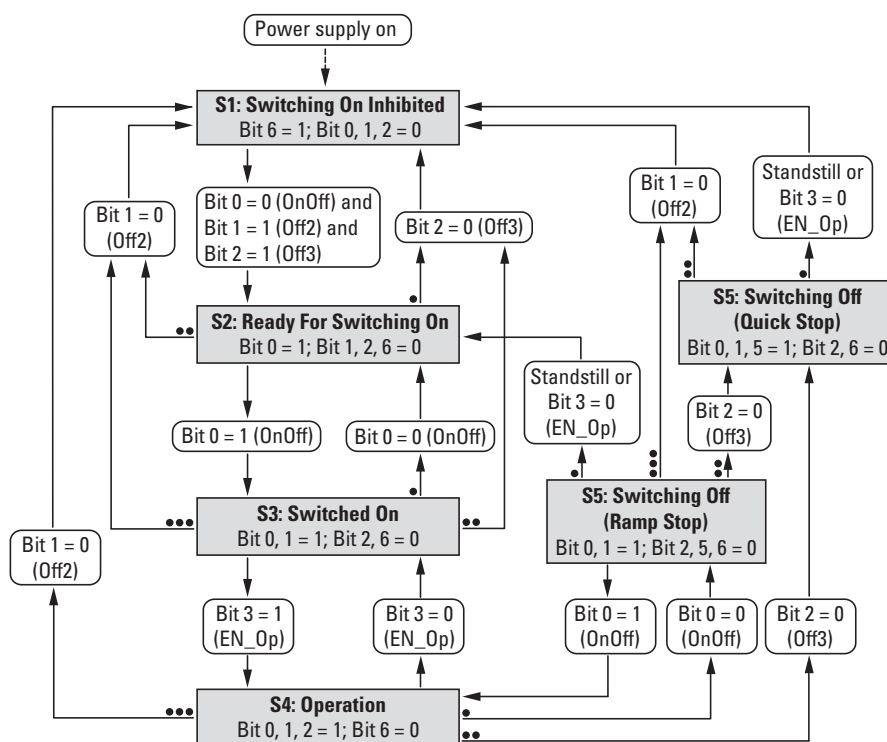 Power supply on
S1: Switching On Inhibited
Bit 6 = 1; Bit 0, 1, 2 = 0
Bit 1 = 0
(Off2)
Bit 0 = 0 (OnOff) and
Bit 1 = 1 (Off2) and
Bit 2 = 1 (Off3)
Bit 2 = 0 (Off3)
Bit 1 = 0
(Off2)
Standstill or
Bit 3 = 0
(EN_Op)
S2: Ready For Switching On
Bit 0 = 1; Bit 1, 2, 6 = 0
S5: Switching Off
(Quick Stop)
Bit 0, 1, 5 = 1; Bit 2, 6 = 0
Standstill or
Bit 3 = 0
(EN_Op)
Bit 2 = 0
(Off3)
Bit 0 = 1 (OnOff)
Bit 0 = 0 (OnOff)
S3: Switched On
Bit 0, 1 = 1; Bit 2, 6 = 0
S5: Switching Off
(Ramp Stop)
Bit 0, 1 = 1; Bit 2, 5, 6 = 0
Bit 1 = 0
(Off2)
Bit 3 = 1
(EN_Op)
Bit 3 = 0
(EN_Op)
Bit 0 = 1
(OnOff)
Bit 0 = 0
(OnOff)
Bit 2 = 0
(Off3)
S4: Operation
Bit 0, 1, 2 = 1; Bit 6 = 0